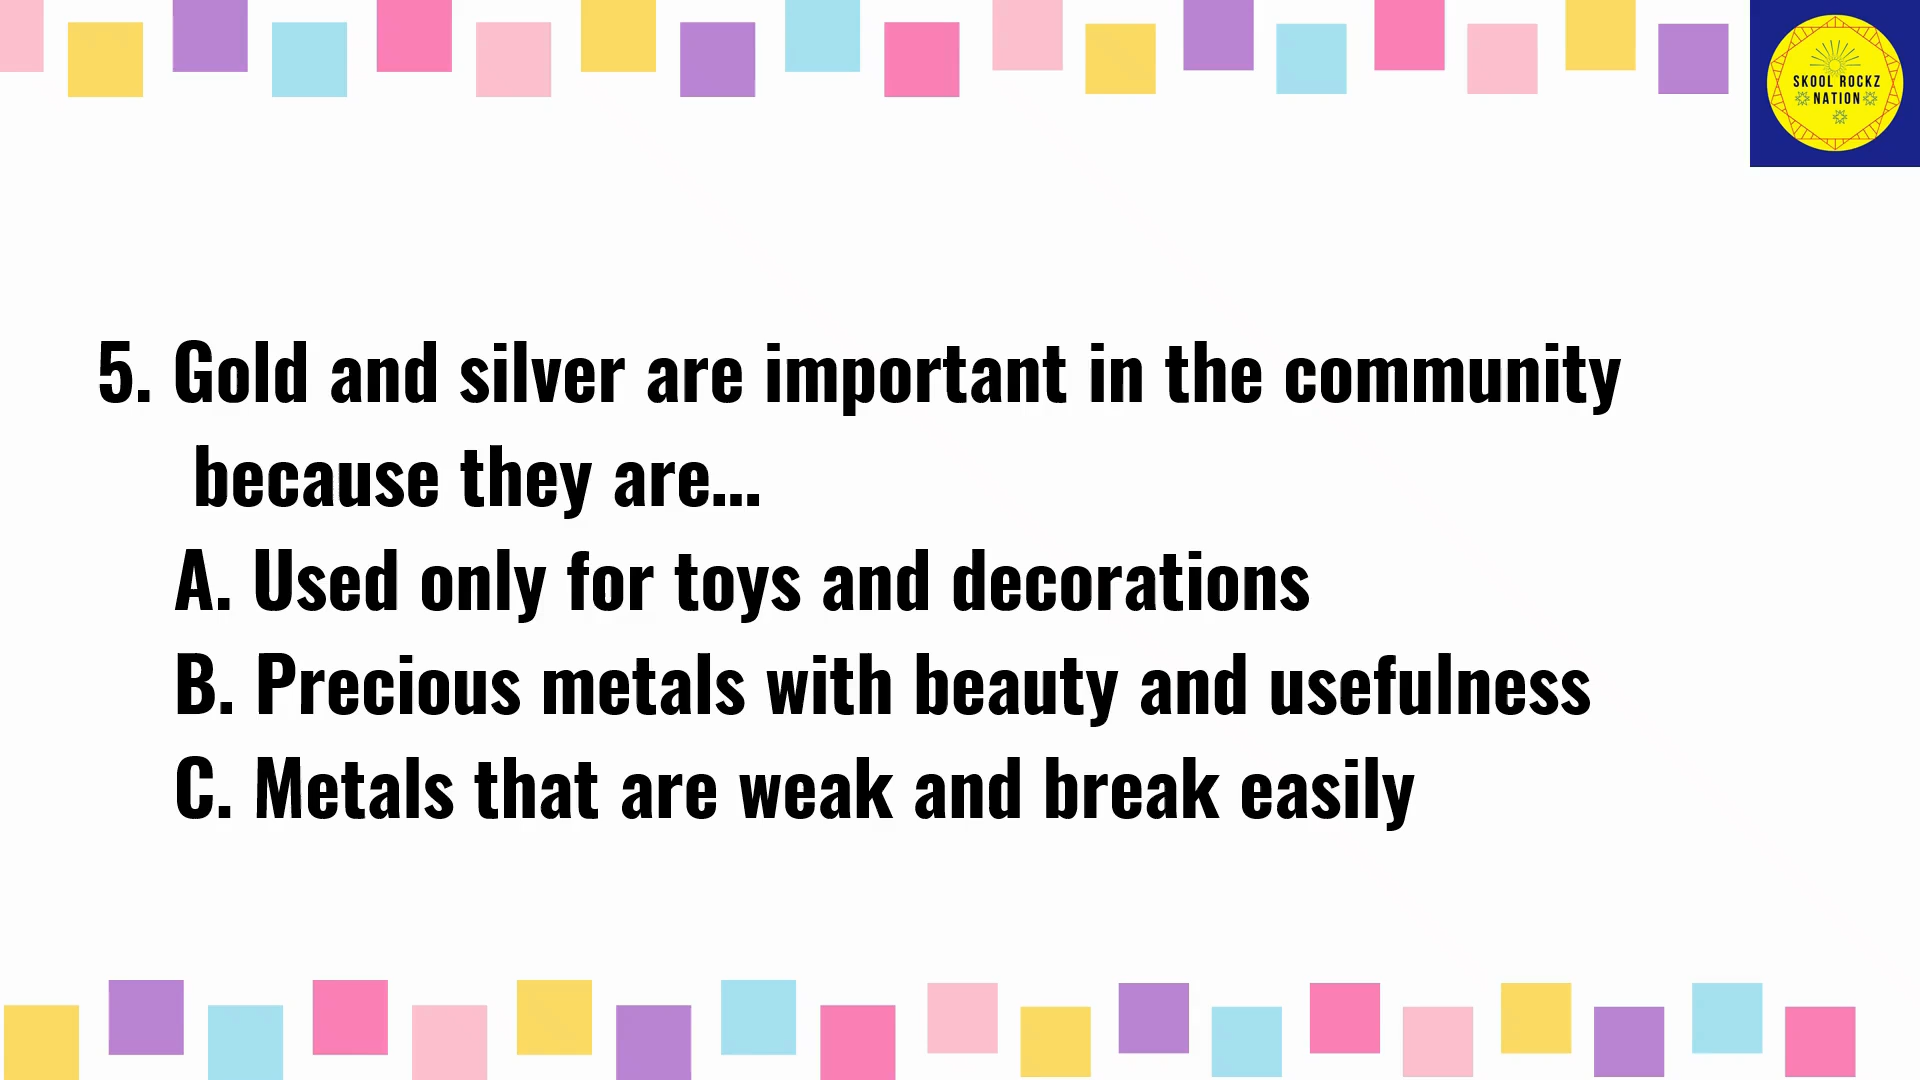 SKOOL ROCKZ
NATION
5. Gold and silver are important in the community
because they are...
A. Used only for toys and decorations
B. Precious metals with beauty and usefulness
C. Metals that are weak and break easily